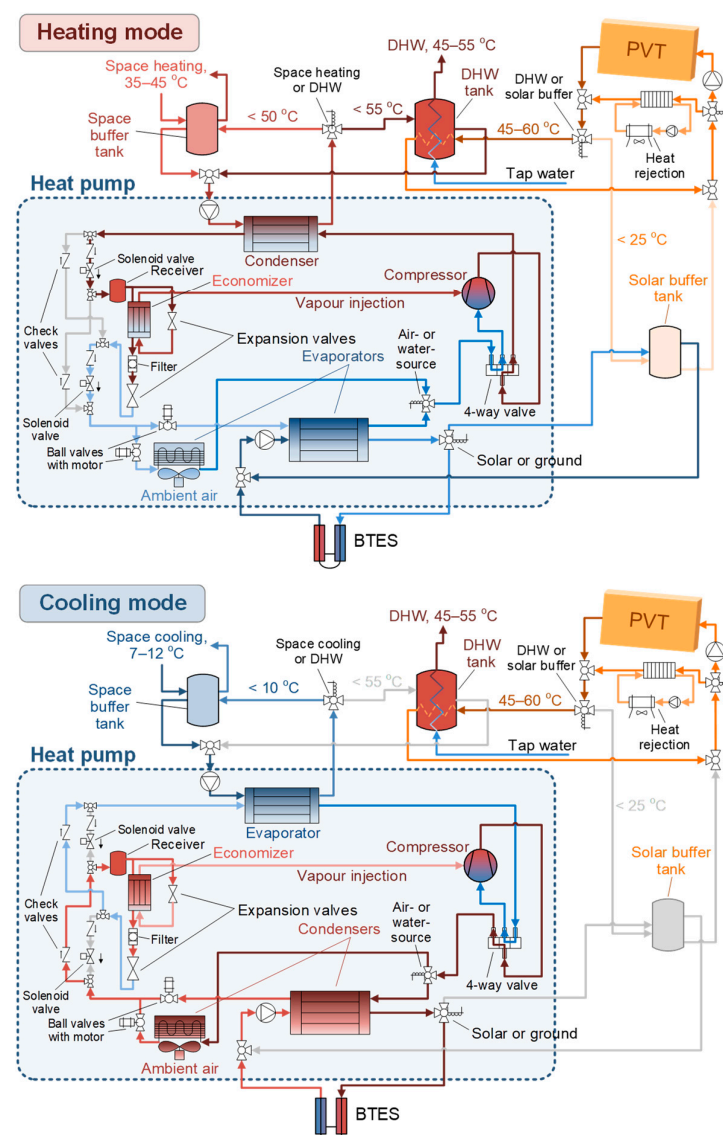 Heating mode
DHW, 45–55 °C
PVT
Space heating,
35–45 °C
Space heating
or DHW
DHW
tank
DHW or
solar buffer
Space
buffer
tank
< 50 °C
< 55 °C
45–60 °C
Heat
rejection
Tap water
Heat pump
< 25 °C
Condenser
Solenoid valve
Receiver
Economizer
Compressor
Solar buffer
tank
Vapour injection
Check
valves
Expansion valves
Air- or
water-
source
Filter
Evaporators
Solenoid
valve
4-way valve
Ball valves
with motor
Solar or ground
Ambient air
BTES
Cooling mode
DHW, 45–55 °C
PVT
Space cooling,
7–12 °C
Space cooling
or DHW
DHW
tank
DHW or
solar buffer
Space
buffer
tank
< 10 °C
< 55 °C
45–60 °C
Heat
rejection
Tap water
Heat pump
< 25 °C
Evaporator
Solenoid valve
Receiver
Economizer
Compressor
Solar buffer
tank
Vapour injection
Check
valves
Expansion valves
Air- or
water-
source
Filter
Condensers
Solenoid
valve
4-way valve
Ball valves
with motor
Solar or ground
Ambient air
BTES